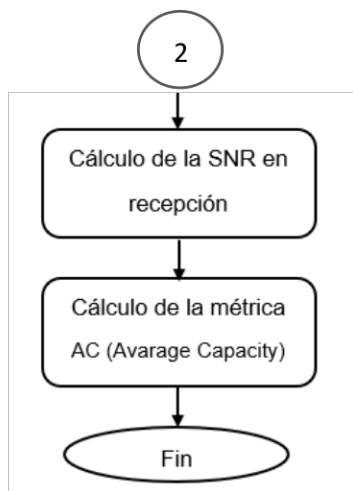 2
Cálculo de la SNR en
recepción
Cálculo de la métrica
AC (Avarage Capacity)
Fin